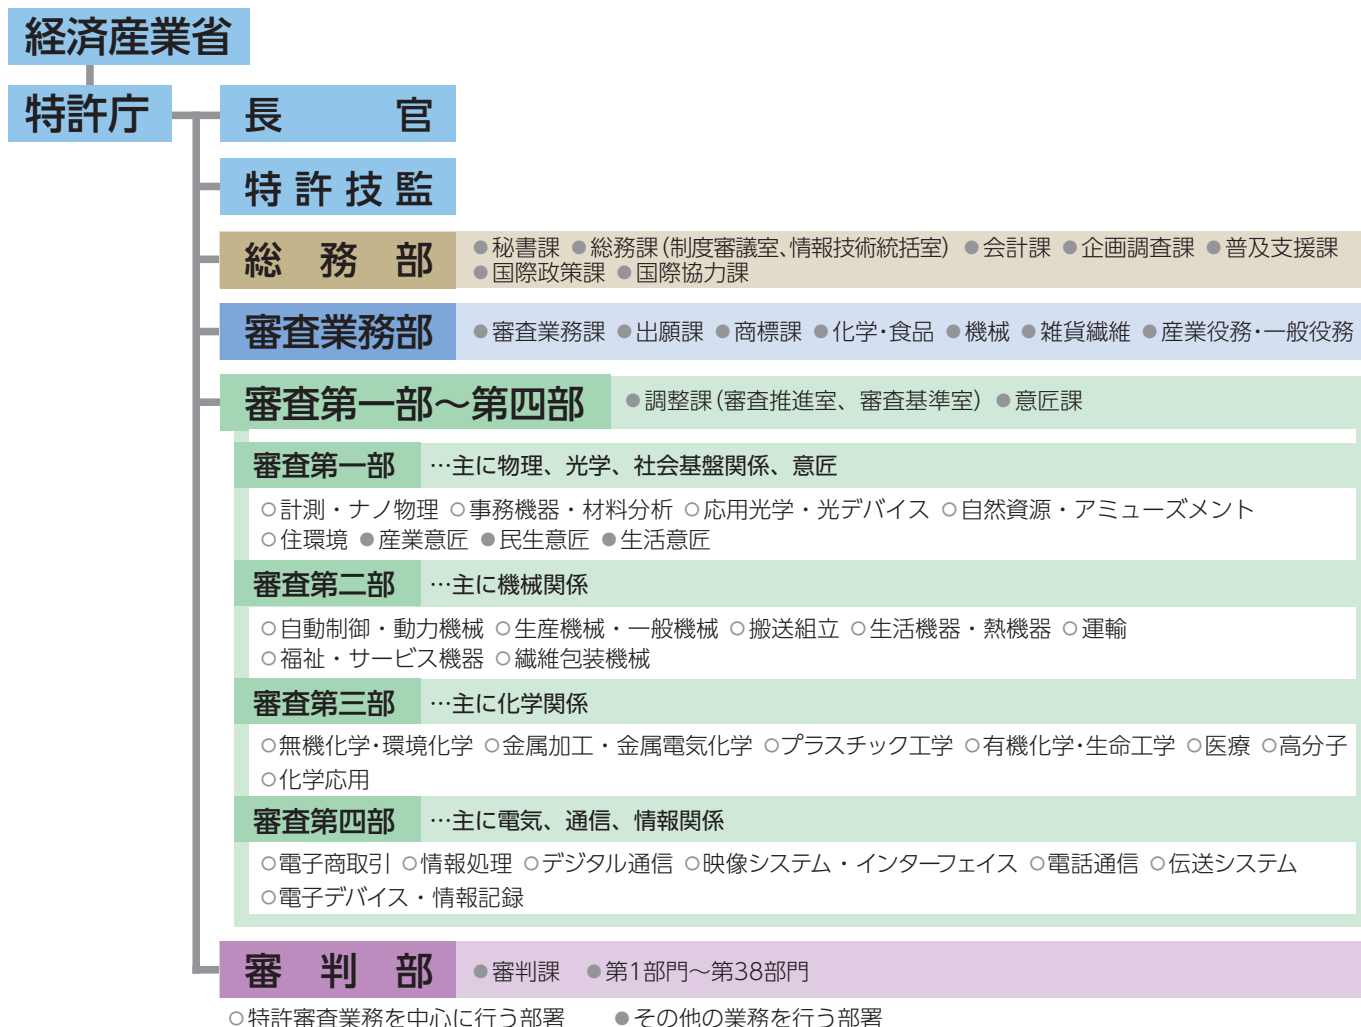 経済産業省
特許庁
長官
特許技監
総務部
●秘書課 ●総務課(制度審議室、情報技術統括室) ●会計課 ●企画調査課 ●普及支援課
●国際政策課 ●国際協力課
審査業務部
●審査業務課 ●出願課 ●商標課 ●化学・食品 ●機械 ●雑貨繊維 ●産業役務・一般役務
審査第一部～第四部
●調整課(審査推進室、審査基準室) ●意匠課
審査第一部 …主に物理、光学、社会基盤関係、意匠
○計測・ナノ物理 ○事務機器・材料分析 ○応用光学・光デバイス ○自然資源・アミューズメント
○住環境 ●産業意匠 ●民生意匠 ●生活意匠
審査第二部 …主に機械関係
○自動制御・動力機械 ○生産機械・一般機械 ○搬送組立 ○生活機器・熱機器 ○運輸
○福祉・サービス機器 ○繊維包装機械
審査第三部 …主に化学関係
○無機化学・環境化学 ○金属加工・金属電気化学 ○プラスチック工学 ○有機化学・生命工学 ○医療 ○高分子
○化学応用
審査第四部 …主に電気、通信、情報関係
○電子商取引 ○情報処理 ○デジタル通信 ○映像システム・インターフェイス ○電話通信 ○伝送システム
○電子デバイス・情報記録
審判部
●審判課 ●第1部門～第38部門
○特許審査業務を中心に行う部署 ●その他の業務を行う部署